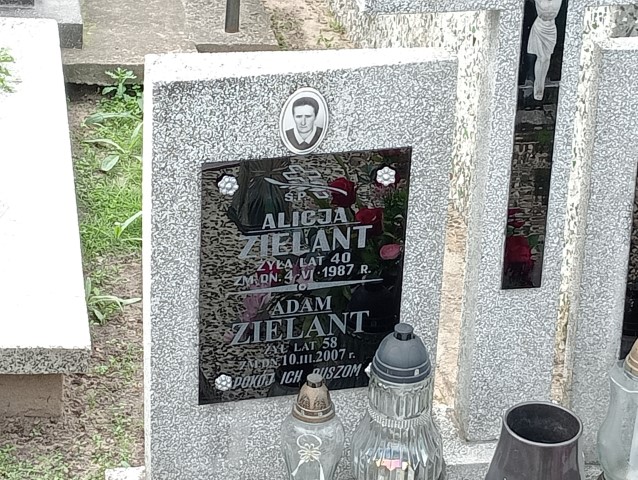 Ś.P.
ALICJA
ZIELANT
ŻYŁA LAT 40
ZM. DN. 4.VI.1987 R.
ADAM
ZIELANT
ŻYŁ LAT 58
ZM. DN. 10.III.2007 r.
POKÓJ ICH DUSZOM